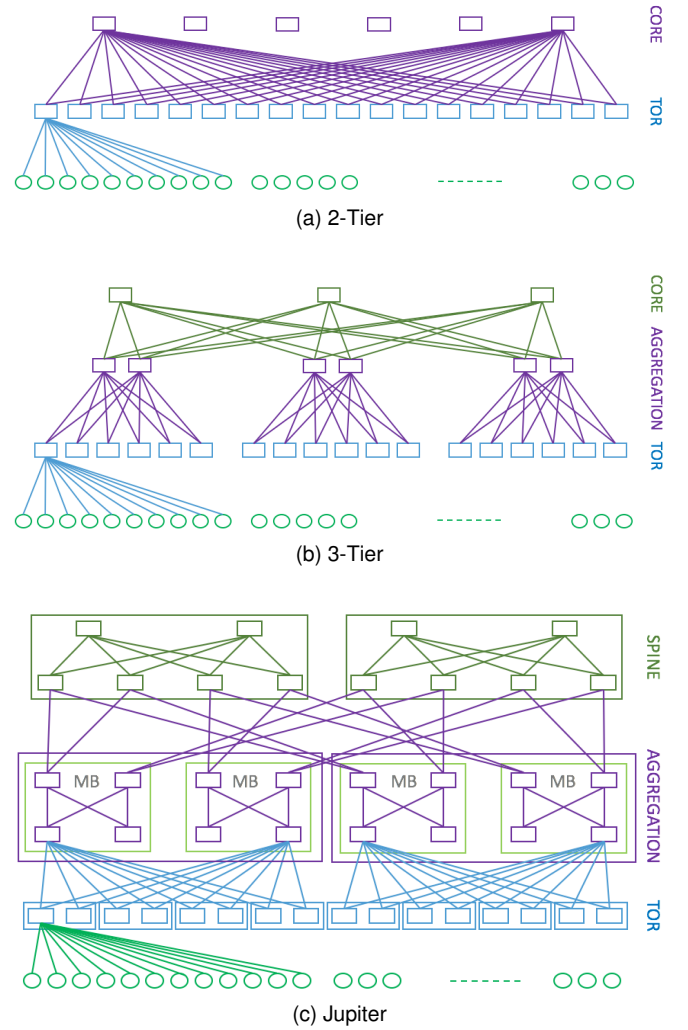 CORE
TOR
(a) 2-Tier
CORE
AGGREGATION
TOR
(b) 3-Tier
SPINE
AGGREGATION
MB
MB
MB
MB
TOR
(c) Jupiter